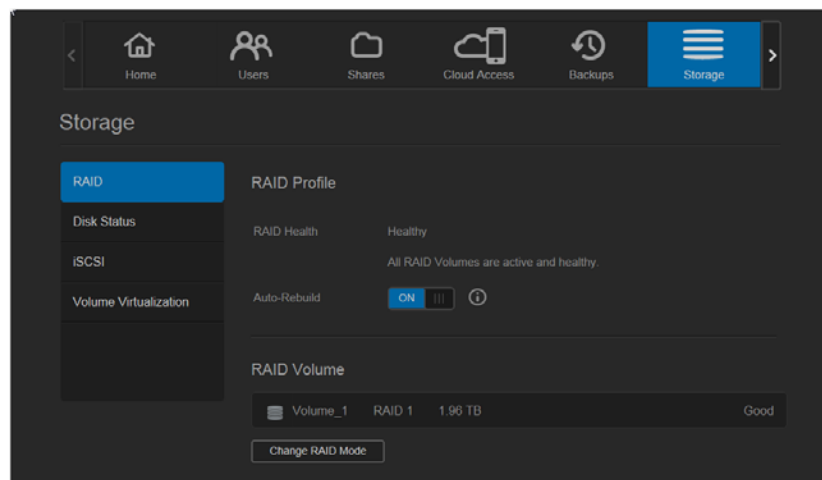 Home Users Shares Cloud Access Backups Storage
Storage
RAID
Disk Status
iSCSI
Volume Virtualization
RAID Profile
RAID Health Healthy
All RAID Volumes are active and healthy.
Auto-Rebuild ON
RAID Volume
Volume_1 RAID 1 1.96 TB Good
Change RAID Mode